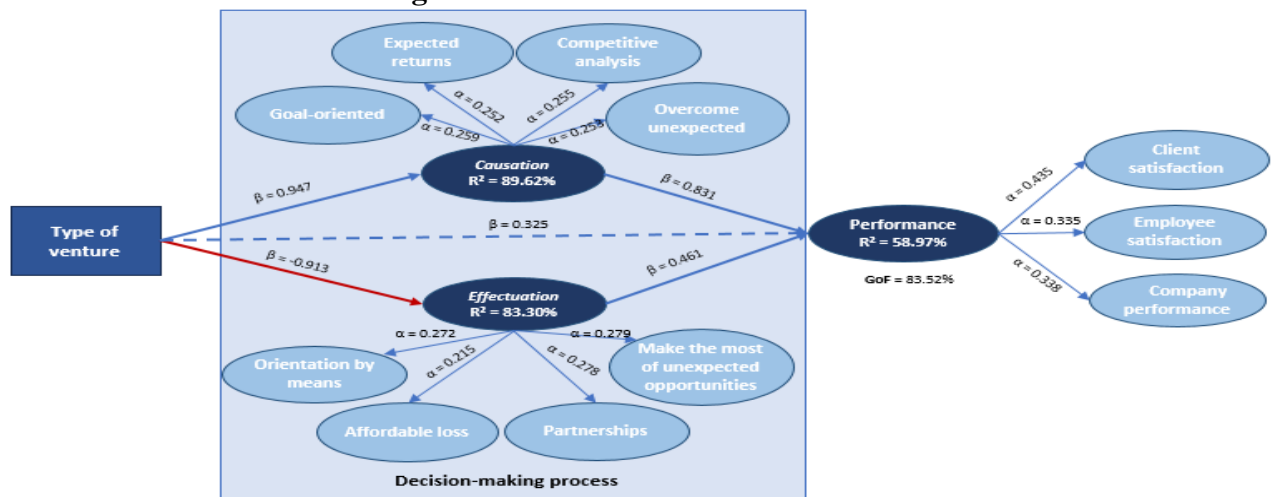 Expected
returns
Competitive
analysis
Goal-oriented
Overcome
unexpected
α = 0.252
α = 0.255
α = 0.259
α = 0.253
Causation
R² = 89.62%
β = 0.947
β = 0.831
Type of
venture
β = 0.325
β = -0.913
β = 0.461
Effectuation
R² = 83.30%
α = 0.272
α = 0.215
α = 0.278
α = 0.279
Orientation by
means
Affordable loss
Partnerships
Make the most
of unexpected
opportunities
Decision-making process
Performance
R² = 58.97%
GoF = 83.52%
α = 0.435
α = 0.335
α = 0.338
Client
satisfaction
Employee
satisfaction
Company
performance